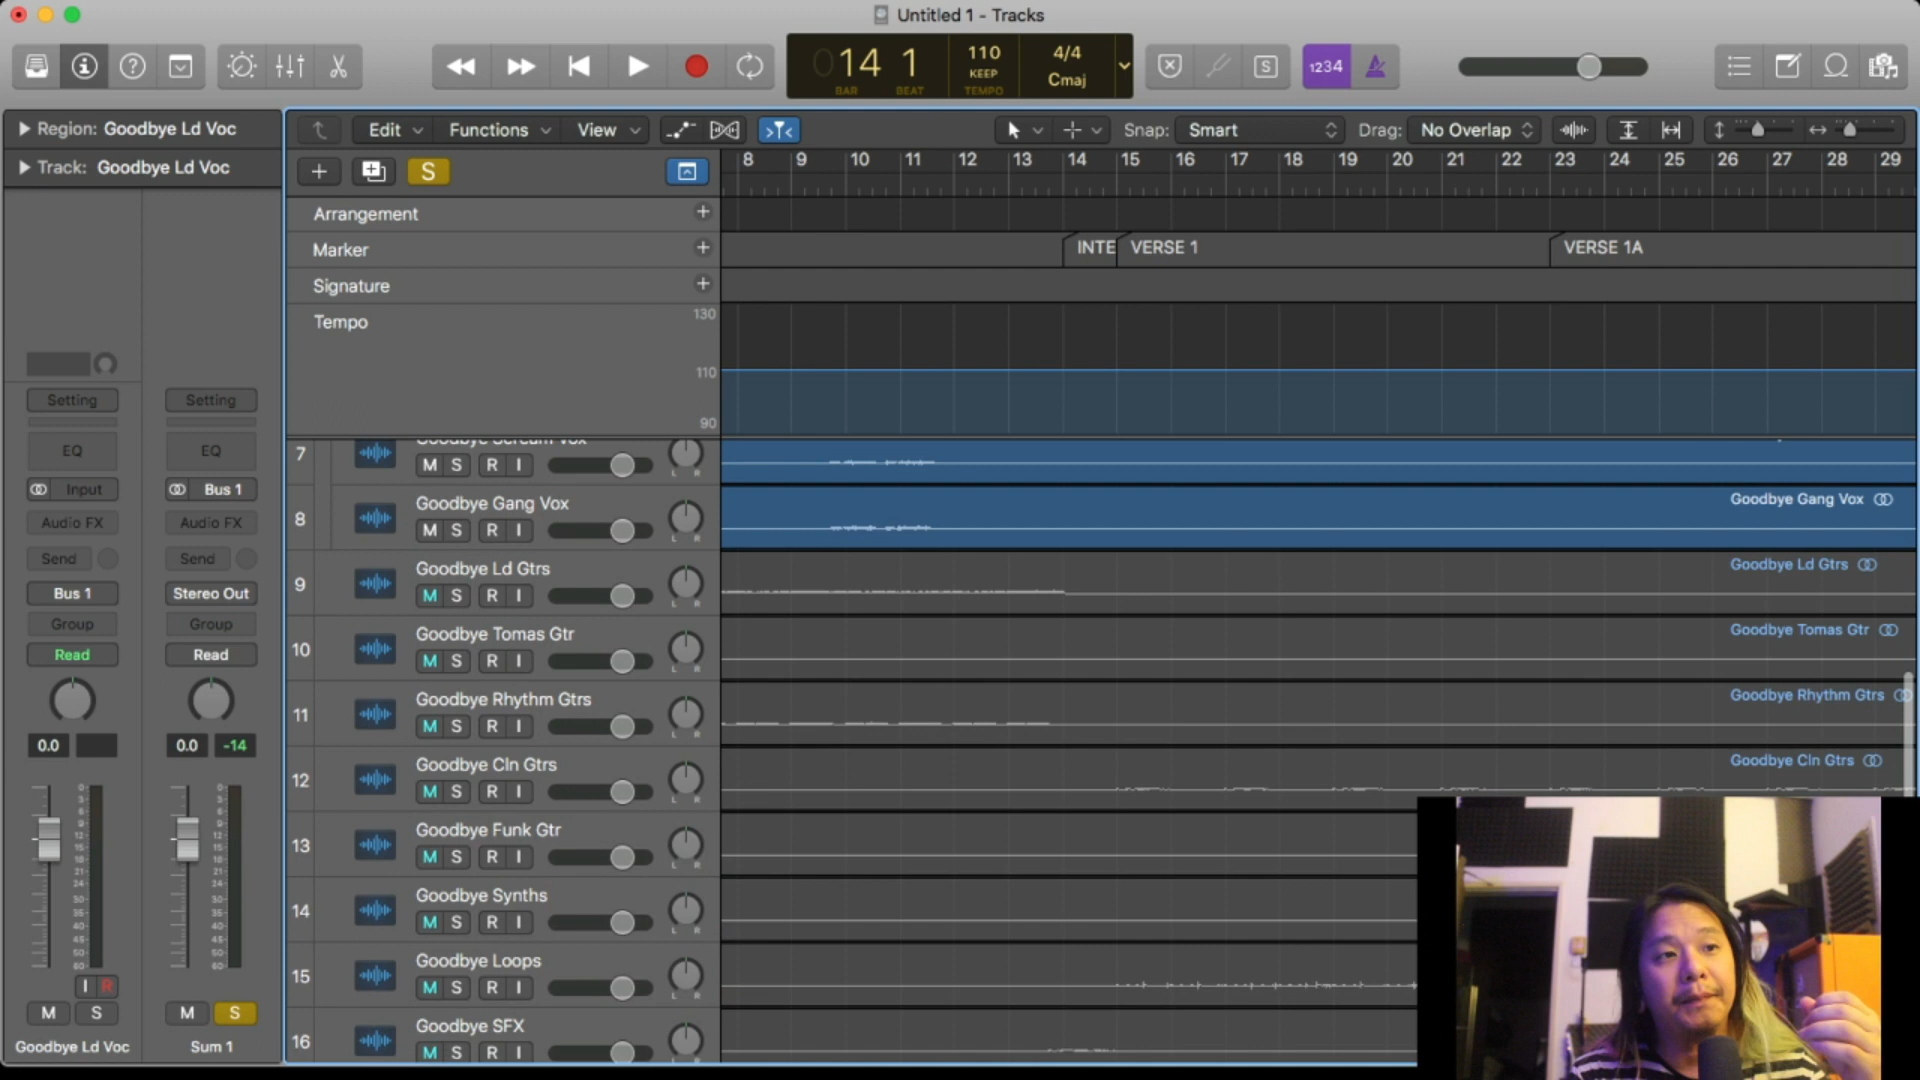 Untitled 1 - Tracks
14 1
BAR BEAT
110
KEEP
TEMPO
4/4
Cmaj
S
1234
Region: Goodbye Ld Voc
Track: Goodbye Ld Voc
Edit Functions View
Snap: Smart
Drag: No Overlap
S
8 9 10 11 12 13 14 15 16 17 18 19 20 21 22 23 24 25 26 27 28 29
Arrangement
Marker
INTE VERSE 1 VERSE 1A
Signature
Tempo
130
110
90
Setting Setting
EQ EQ
Input Bus 1
Audio FX Audio FX
Send Send
Bus 1 Stereo Out
Group Group
Read Read
0.0 0.0 -14
I R
M S M S
Goodbye Ld Voc Sum 1
7 Goodbye Scream Vox
M S R I
L R
8 Goodbye Gang Vox
M S R I
L R
Goodbye Gang Vox
9 Goodbye Ld Gtrs
M S R I
L R
Goodbye Ld Gtrs
10 Goodbye Tomas Gtr
M S R I
L R
Goodbye Tomas Gtr
11 Goodbye Rhythm Gtrs
M S R I
L R
Goodbye Rhythm Gtrs
12 Goodbye Cln Gtrs
M S R I
L R
Goodbye Cln Gtrs
13 Goodbye Funk Gtr
M S R I
L R
14 Goodbye Synths
M S R I
L R
15 Goodbye Loops
M S R I
L R
16 Goodbye SFX
M S R I
L R